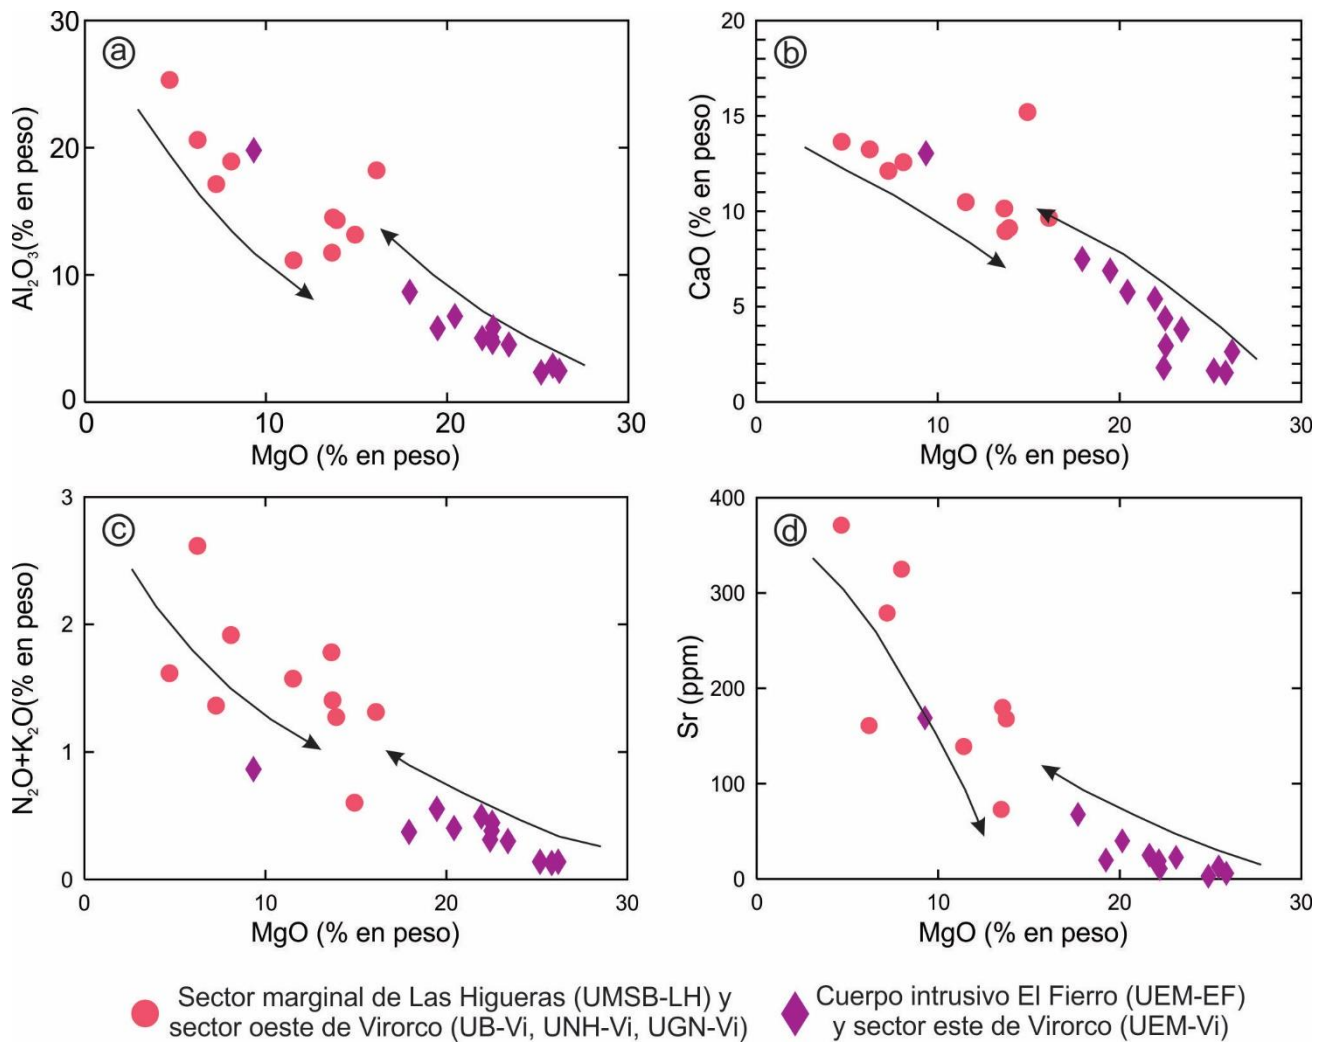 30
20
10
0
Al₂O₃(% en peso)
a
0
10
20
30
MgO (% en peso)
20
15
10
5
0
CaO (% en peso)
b
0
10
20
30
MgO (% en peso)
3
2
1
0
N₂O+K₂O(% en peso)
c
0
10
20
30
MgO (% en peso)
400
300
200
100
0
Sr (ppm)
d
0
10
20
30
MgO (% en peso)
Sector marginal de Las Higueras (UMSB-LH) y
sector oeste de Virorco (UB-Vi, UNH-Vi, UGN-Vi)
Cuerpo intrusivo El Fierro (UEM-EF)
y sector este de Virorco (UEM-Vi)